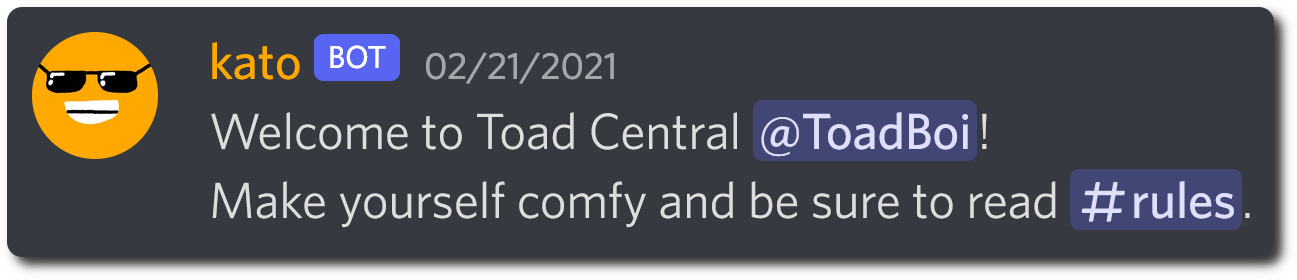 kato BOT 02/21/2021
Welcome to Toad Central @ToadBoi!
Make yourself comfy and be sure to read #rules.